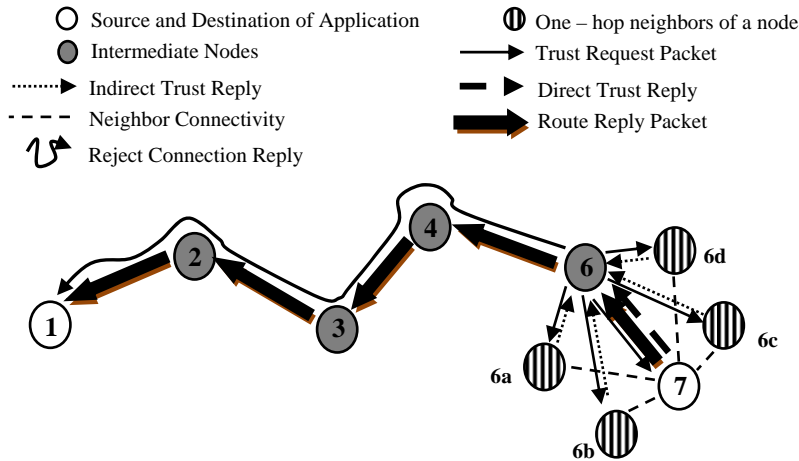 Source and Destination of Application
One – hop neighbors of a node
Intermediate Nodes
Trust Request Packet
Indirect Trust Reply
Direct Trust Reply
Neighbor Connectivity
Route Reply Packet
Reject Connection Reply
4
2
6
6d
1
3
6c
6a
7
6b